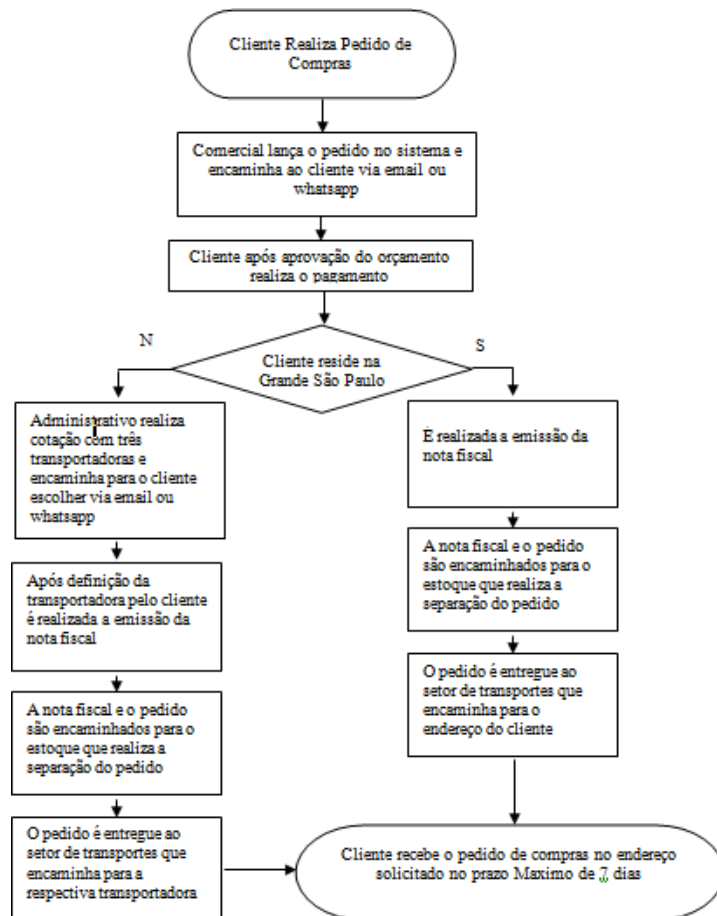 Cliente Realiza Pedido de
Compras
Comercial lança o pedido no sistema e
encaminha ao cliente via email ou
whatsapp
Cliente após aprovação do orçamento
realiza o pagamento
N
S
Cliente reside na
Grande São Paulo
Administrativo realiza
cotação com três
transportadoras e
encaminha para o cliente
escolher via email ou
whatsapp
É realizada a emissão da
nota fiscal
Após definição da
transportadora pelo cliente
é realizada a emissão da
nota fiscal
A nota fiscal e o pedido
são encaminhados para o
estoque que realiza a
separação do pedido
A nota fiscal e o pedido
são encaminhados para o
estoque que realiza a
separação do pedido
O pedido é entregue ao
setor de transportes que
encaminha para o
endereço do cliente
O pedido é entregue ao
setor de transportes que
encaminha para a
respectiva transportadora
Cliente recebe o pedido de compras no endereço
solicitado no prazo Maximo de 7 dias